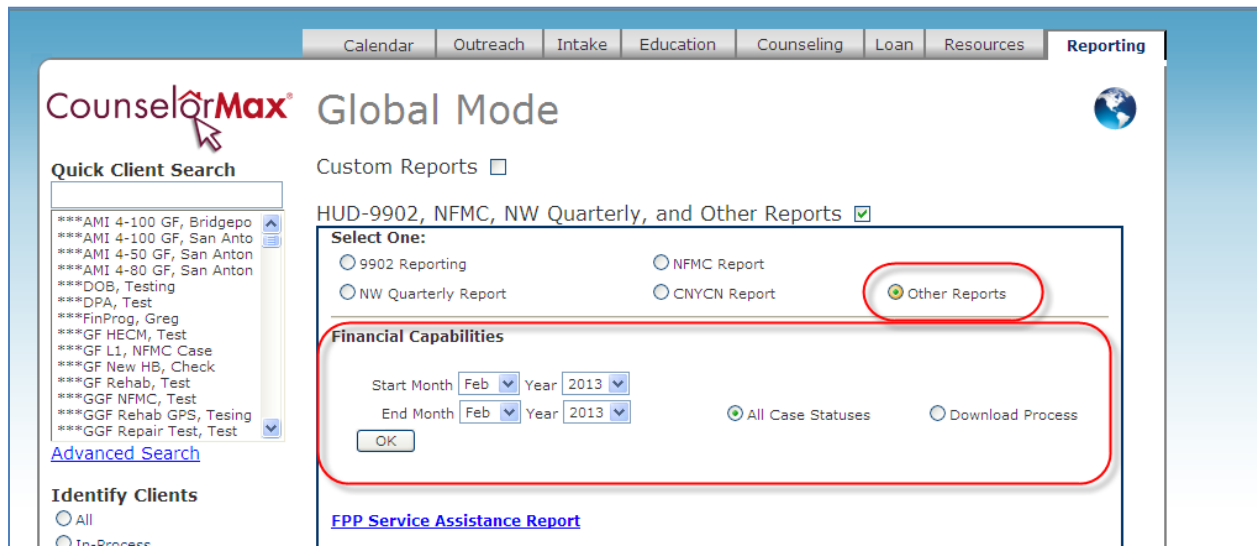 Calendar Outreach Intake Education Counseling Loan Resources Reporting
CounselorMax®
Global Mode
Quick Client Search
***AMI 4-100 GF, Bridgepo
***AMI 4-100 GF, San Anto
***AMI 4-50 GF, San Anton
***AMI 4-80 GF, San Anton
***DOB, Testing
***DPA, Test
***FinProg, Greg
***GF HECM, Test
***GF L1, NFMC Case
***GF New HB, Check
***GF Rehab, Test
***GGF NFMC, Test
***GGF Rehab GPS, Tesing
***GGF Repair Test, Test
Advanced Search
Identify Clients
All
In-Process
Custom Reports
HUD-9902, NFMC, NW Quarterly, and Other Reports
Select One:
9902 Reporting NFMC Report
NW Quarterly Report CNYCN Report Other Reports
Financial Capabilities
Start Month Feb Year 2013
End Month Feb Year 2013 All Case Statuses Download Process
OK
FPP Service Assistance Report